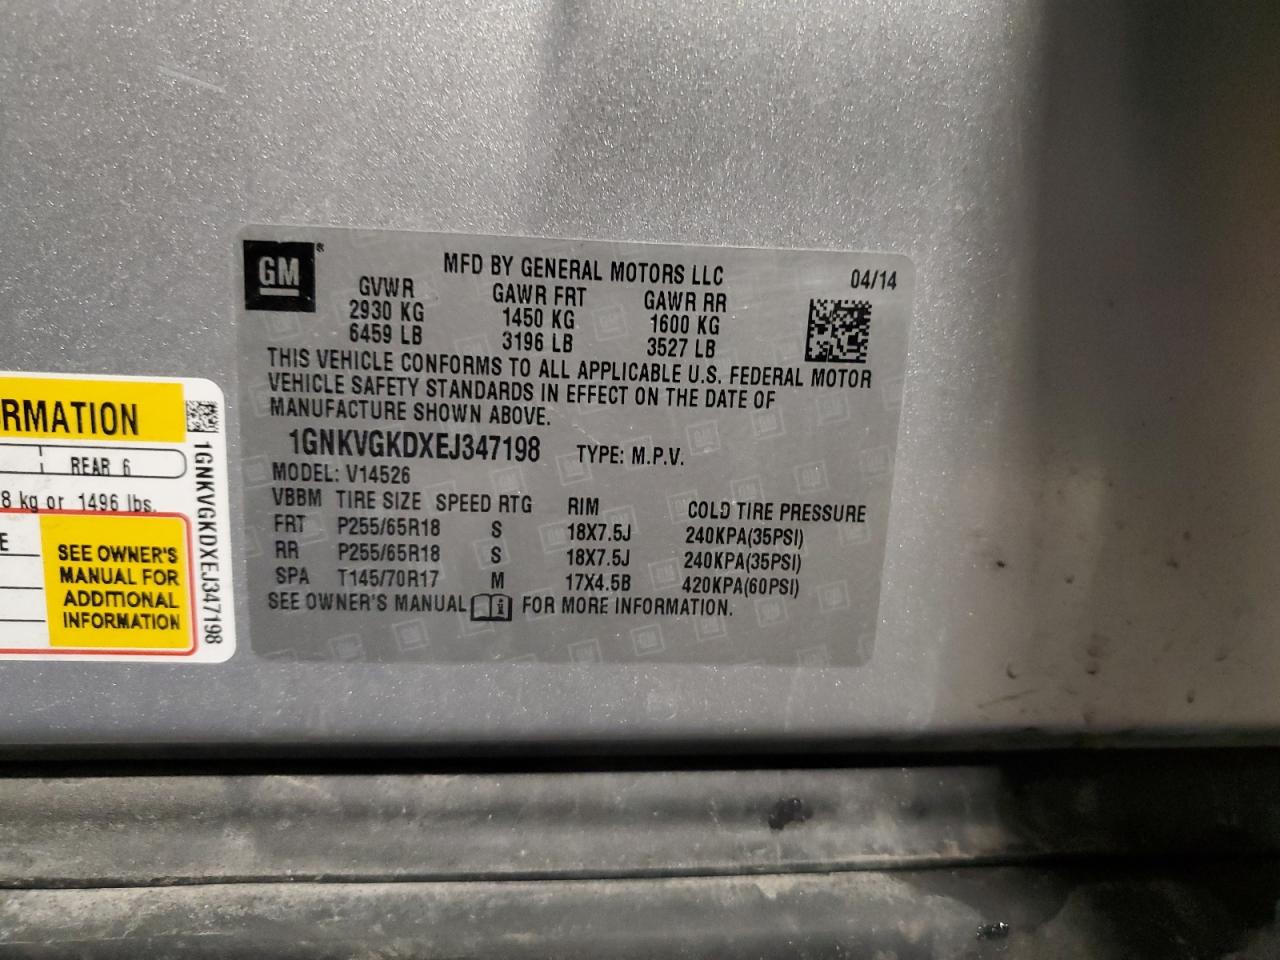 GM®
MFD BY GENERAL MOTORS LLC 04/14
GVWR GAWR FRT GAWR RR
2930 KG 1450 KG 1600 KG
6459 LB 3196 LB 3527 LB
THIS VEHICLE CONFORMS TO ALL APPLICABLE U.S. FEDERAL MOTOR
VEHICLE SAFETY STANDARDS IN EFFECT ON THE DATE OF
MANUFACTURE SHOWN ABOVE.
1GNKVGKDXEJ347198 TYPE: M.P.V.
MODEL: V14526
VBBM TIRE SIZE SPEED RTG RIM COLD TIRE PRESSURE
FRT P255/65R18 S 18X7.5J 240KPA(35PSI)
RR P255/65R18 S 18X7.5J 240KPA(35PSI)
SPA T145/70R17 M 17X4.5B 420KPA(60PSI)
SEE OWNER'S MANUAL i FOR MORE INFORMATION.
RMATION
REAR 6
8 kg or 1496 lbs.
E
SEE OWNER'S
MANUAL FOR
ADDITIONAL
INFORMATION
1GNKVGKDXEJ347198